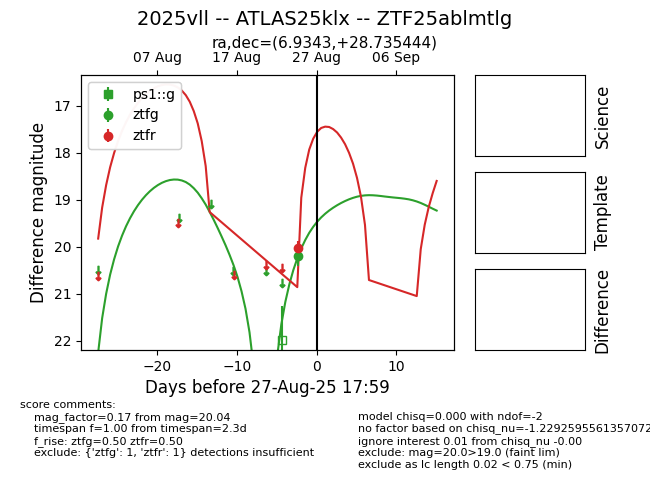 2025vll -- ATLAS25klx -- ZTF25ablmtlg
ra,dec=(6.9343,+28.735444)
07 Aug 17 Aug 27 Aug 06 Sep
ps1::g
ztfg
ztfr
17
18
19
20
21
22
Difference magnitude
−20 −10 0 10
Days before 27-Aug-25 17:59
Science
Template
Difference
score comments:
mag_factor=0.17 from mag=20.04
timespan f=1.00 from timespan=2.3d
f_rise: ztfg=0.50 ztfr=0.50
exclude: {'ztfg': 1, 'ztfr': 1} detections insufficient
model chisq=0.000 with ndof=-2
no factor based on chisq_nu=-1.2292595561357072
ignore interest 0.01 from chisq_nu -0.00
exclude: mag=20.0>19.0 (faint lim)
exclude as lc length 0.02 < 0.75 (min)